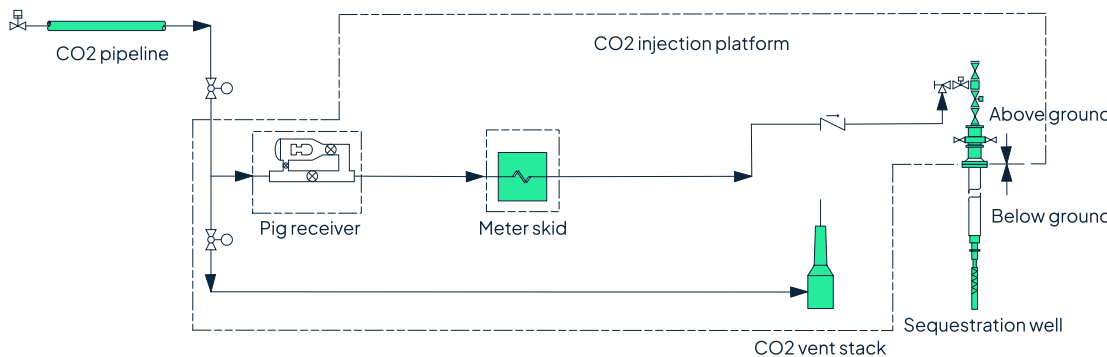 CO2 pipeline
CO2 injection platform
Above ground
Pig receiver
Meter skid
Below ground
Sequestration well
CO2 vent stack